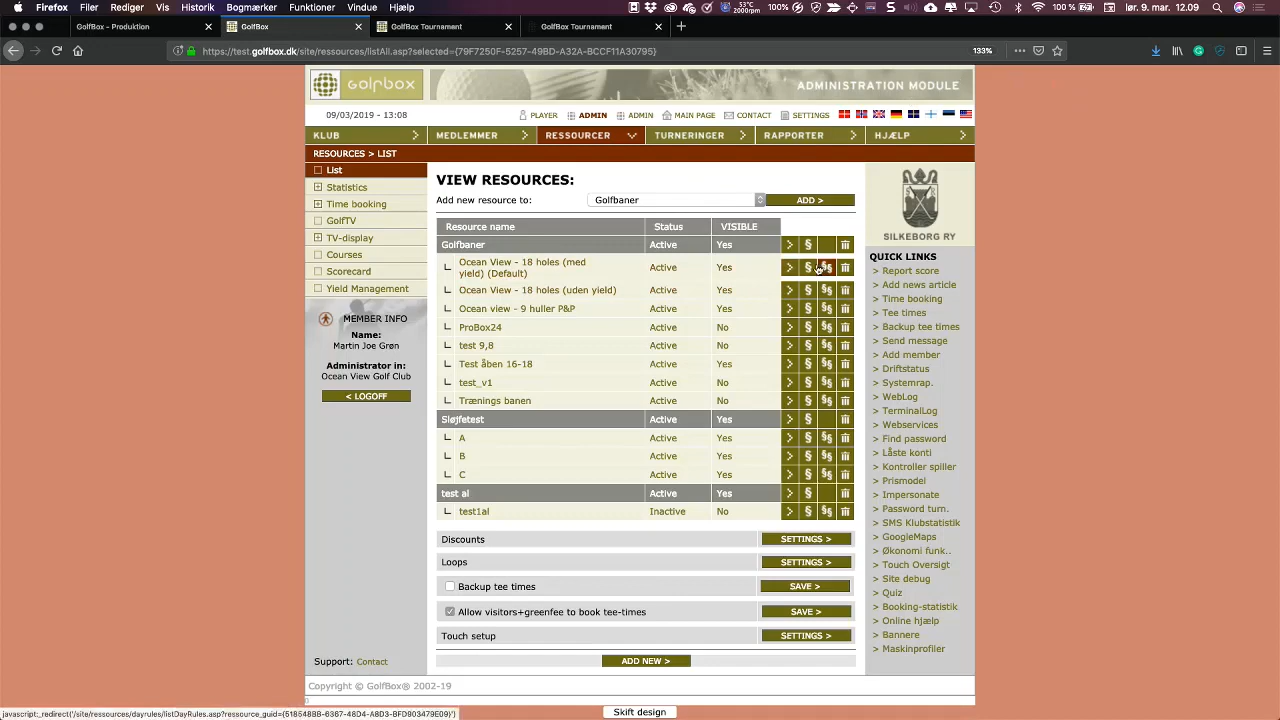 Bogmærker Funktioner Vindue Hjælp
2000rpm 100% lør. 9. mar. 12.06
GolfBox - Produktion GolfBox GolfBox Tournament GolfBox Tournament
https://test.golfbox.dk/site/ressources/listAll.asp?selected={79F7250F-5257-49BD-A32A-BCCF11A30795} 133%
GOLFBOX ADMINISTRATION MODULE
09/03/2019 - 13:08 PLAYER ADMIN ADMIN MAIN PAGE CONTACT SETTINGS
KLUB MEDLEMMER RESSOURCER TURNERINGER RAPPORTER HJÆLP
RESOURCES > LIST
List
Statistics
Time booking
GolfTV
TV-display
Courses
Scorecard
Yield Management
MEMBER INFO
Name:
Martin Joe Grøn
Administrator in:
Ocean View Golf Club
< LOGOFF
Support: Contact
VIEW RESOURCES:
Add new resource to: Golfbaner ADD >
Resource name Status VISIBLE
Golfbaner Active Yes
Ocean View - 18 holes (med
yield) (Default) Active Yes
Ocean View - 18 holes (uden yield) Active Yes
Ocean view - 9 huller P&P Active Yes
ProBox24 Active No
test 9,8 Active No
Test åben 16-18 Active Yes
test_v1 Active No
Trænings banen Active No
Sløjfetest Active Yes
A Active Yes
B Active Yes
C Active Yes
test al Active Yes
test1al Inactive No
Discounts SETTINGS >
Loops SETTINGS >
Backup tee times SAVE >
Allow visitors+greenfee to book tee-times SAVE >
Touch setup SETTINGS >
ADD NEW >
SILKEBORG RY
QUICK LINKS
> Report score
> Add news article
> Time booking
> Tee times
> Backup tee times
> Send message
> Add member
> Driftstatus
> Systemrap.
> WebLog
> TerminalLog
> Webservices
> Find password
> Låste konti
> Kontroller spiller
> Prismodel
> Impersonate
> Password turn.
> SMS Klubstatistik
> GoogleMaps
> Økonomi funk..
> Touch Oversigt
> Site debug
> Quiz
> Booking-statistik
> Online hjælp
> Bannere
> Maskinprofiler
Copyright © GolfBox® 2002-19
Skift design